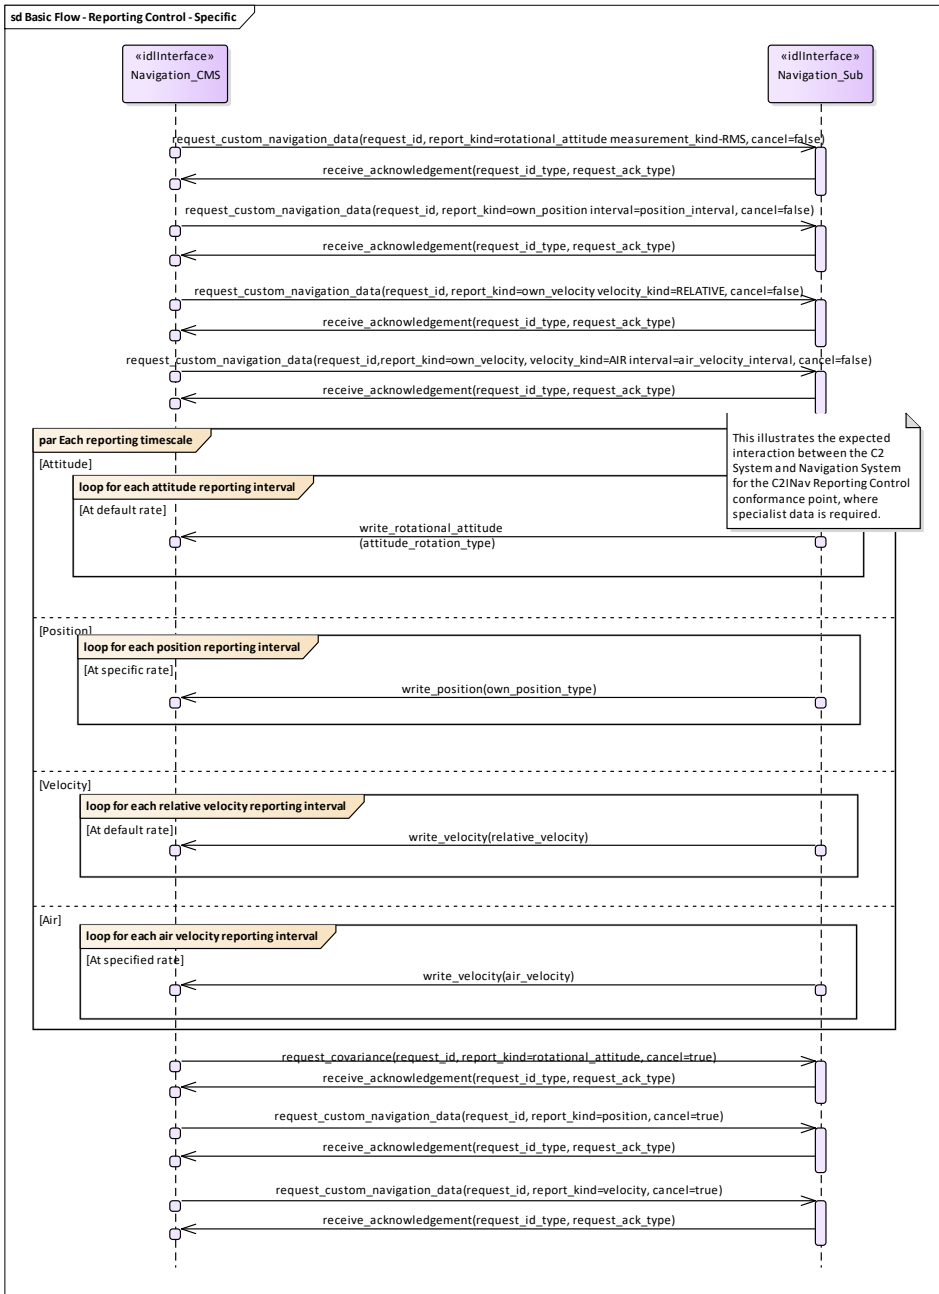 sd Basic Flow - Reporting Control - Specific
«idlInterface»
Navigation_CMS
«idlInterface»
Navigation_Sub
request_custom_navigation_data(request_id, report_kind=rotational_attitude measurement_kind-RMS, cancel=false)
receive_acknowledgement(request_id_type, request_ack_type)
request_custom_navigation_data(request_id, report_kind=own_position interval=position_interval, cancel=false)
receive_acknowledgement(request_id_type, request_ack_type)
request_custom_navigation_data(request_id, report_kind=own_velocity velocity_kind=RELATIVE, cancel=false)
receive_acknowledgement(request_id_type, request_ack_type)
request_custom_navigation_data(request_id,report_kind=own_velocity, velocity_kind=AIR interval=air_velocity_interval, cancel=false)
receive_acknowledgement(request_id_type, request_ack_type)
This illustrates the expected
interaction between the C2
System and Navigation System
for the C2INav Reporting Control
conformance point, where
specialist data is required.
par Each reporting timescale
[Attitude]
loop for each attitude reporting interval
[At default rate]
write_rotational_attitude
(attitude_rotation_type)
[Position]
loop for each position reporting interval
[At specific rate]
write_position(own_position_type)
[Velocity]
loop for each relative velocity reporting interval
[At default rate]
write_velocity(relative_velocity)
[Air]
loop for each air velocity reporting interval
[At specified rate]
write_velocity(air_velocity)
request_covariance(request_id, report_kind=rotational_attitude, cancel=true)
receive_acknowledgement(request_id_type, request_ack_type)
request_custom_navigation_data(request_id, report_kind=position, cancel=true)
receive_acknowledgement(request_id_type, request_ack_type)
request_custom_navigation_data(request_id, report_kind=velocity, cancel=true)
receive_acknowledgement(request_id_type, request_ack_type)